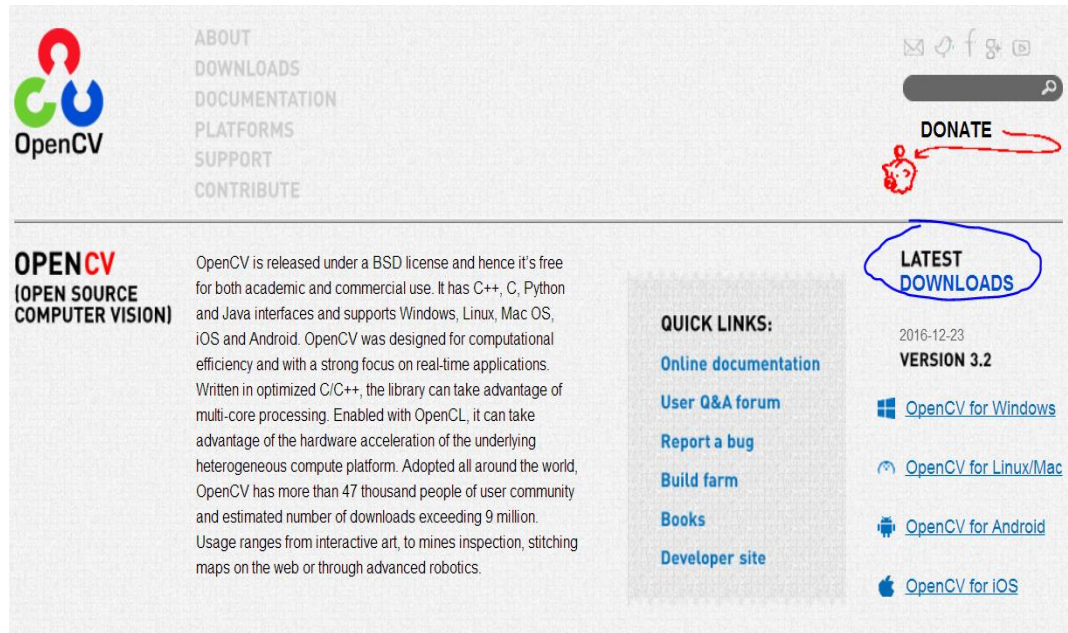 OpenCV
ABOUT
DOWNLOADS
DOCUMENTATION
PLATFORMS
SUPPORT
CONTRIBUTE
DONATE
OPENCV
(OPEN SOURCE
COMPUTER VISION)
OpenCV is released under a BSD license and hence it's free
for both academic and commercial use. It has C++, C, Python
and Java interfaces and supports Windows, Linux, Mac OS,
iOS and Android. OpenCV was designed for computational
efficiency and with a strong focus on real-time applications.
Written in optimized C/C++, the library can take advantage of
multi-core processing. Enabled with OpenCL, it can take
advantage of the hardware acceleration of the underlying
heterogeneous compute platform. Adopted all around the world,
OpenCV has more than 47 thousand people of user community
and estimated number of downloads exceeding 9 million.
Usage ranges from interactive art, to mines inspection, stitching
maps on the web or through advanced robotics.
QUICK LINKS:
Online documentation
User Q&A forum
Report a bug
Build farm
Books
Developer site
LATEST
DOWNLOADS
2016-12-23
VERSION 3.2
OpenCV for Windows
OpenCV for Linux/Mac
OpenCV for Android
OpenCV for iOS